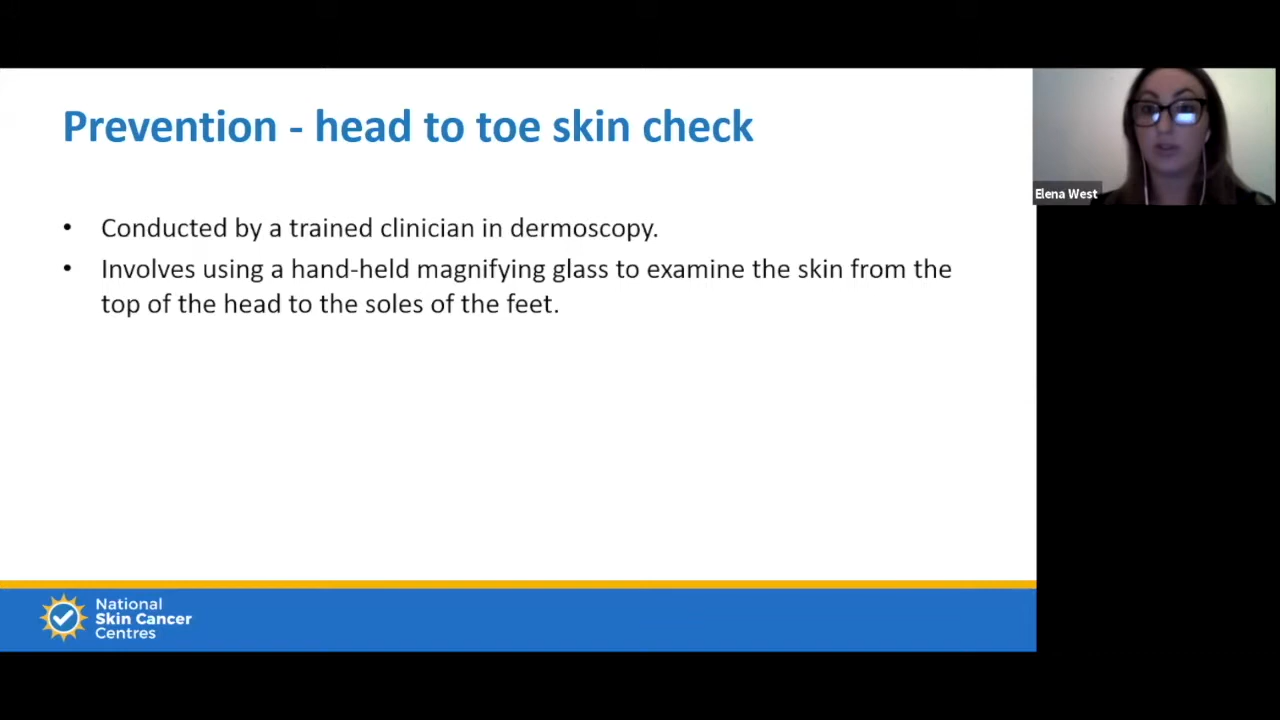 Prevention - head to toe skin check
Elena West
• Conducted by a trained clinician in dermoscopy.
• Involves using a hand-held magnifying glass to examine the skin from the
top of the head to the soles of the feet.
National
Skin Cancer
Centres